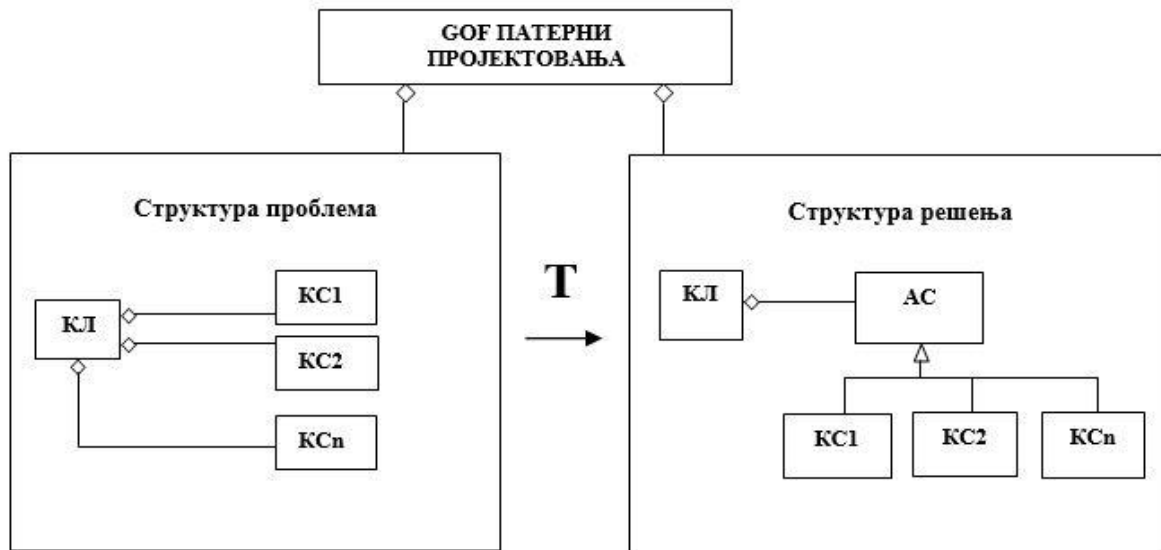 GOF ПАТЕРНИ
ПРОЈЕКТОВАЊА
Структура проблема
КЛ
КС1
КС2
КСn
Т
Структура решења
КЛ
АС
КС1
КС2
КСn